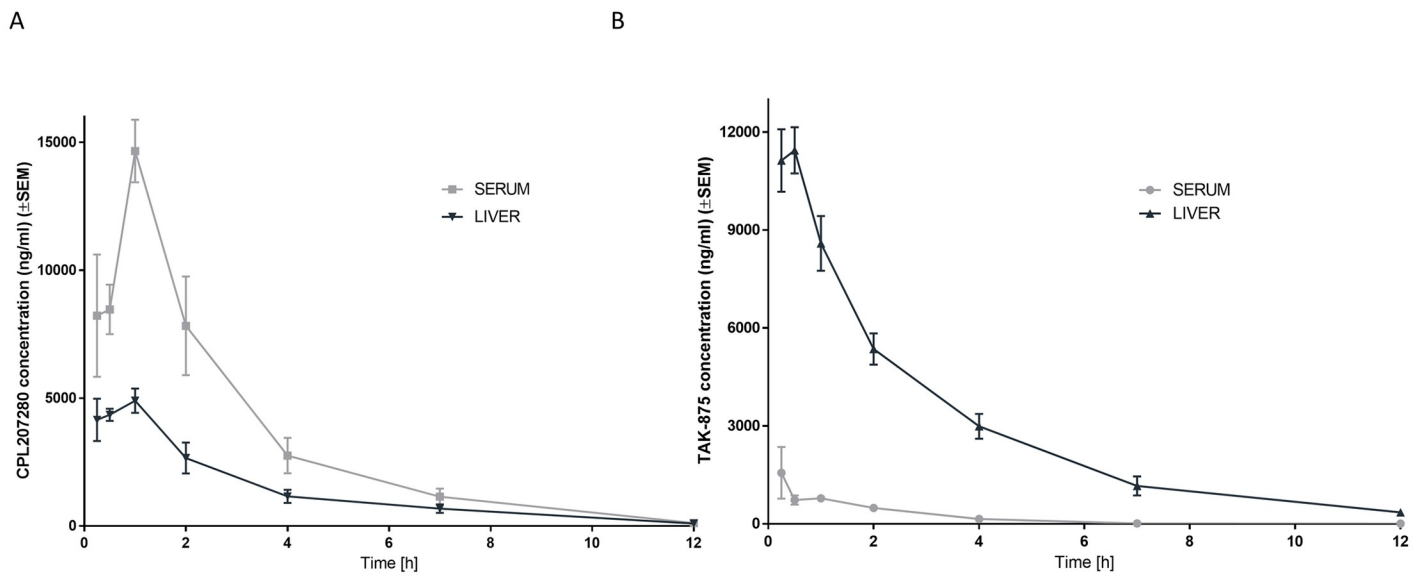 A
B
CPL207280 concentration (ng/ml) (±SEM)
15000
10000
5000
0
0 2 4 6 8 10 12
Time [h]
SERUM
LIVER
TAK-875 concentration (ng/ml) (±SEM)
12000
9000
6000
3000
0
0 2 4 6 8 10 12
Time [h]
SERUM
LIVER